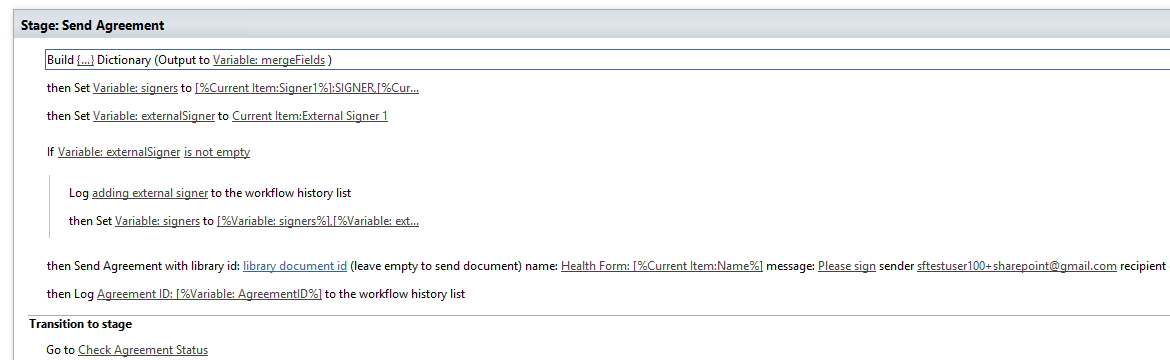 Stage: Send Agreement
Build {...} Dictionary (Output to Variable: mergeFields )
then Set Variable: signers to [%Current Item:Signer1%]:SIGNER,[%Cur...
then Set Variable: externalSigner to Current Item:External Signer 1
If Variable: externalSigner is not empty
Log adding external signer to the workflow history list
then Set Variable: signers to [%Variable: signers%],[%Variable: ext...
then Send Agreement with library id: library document id (leave empty to send document) name: Health Form: [%Current Item:Name%] message: Please sign sender sftestuser100+sharepoint@gmail.com recipient
then Log Agreement ID: [%Variable: AgreementID%] to the workflow history list
Transition to stage
Go to Check Agreement Status